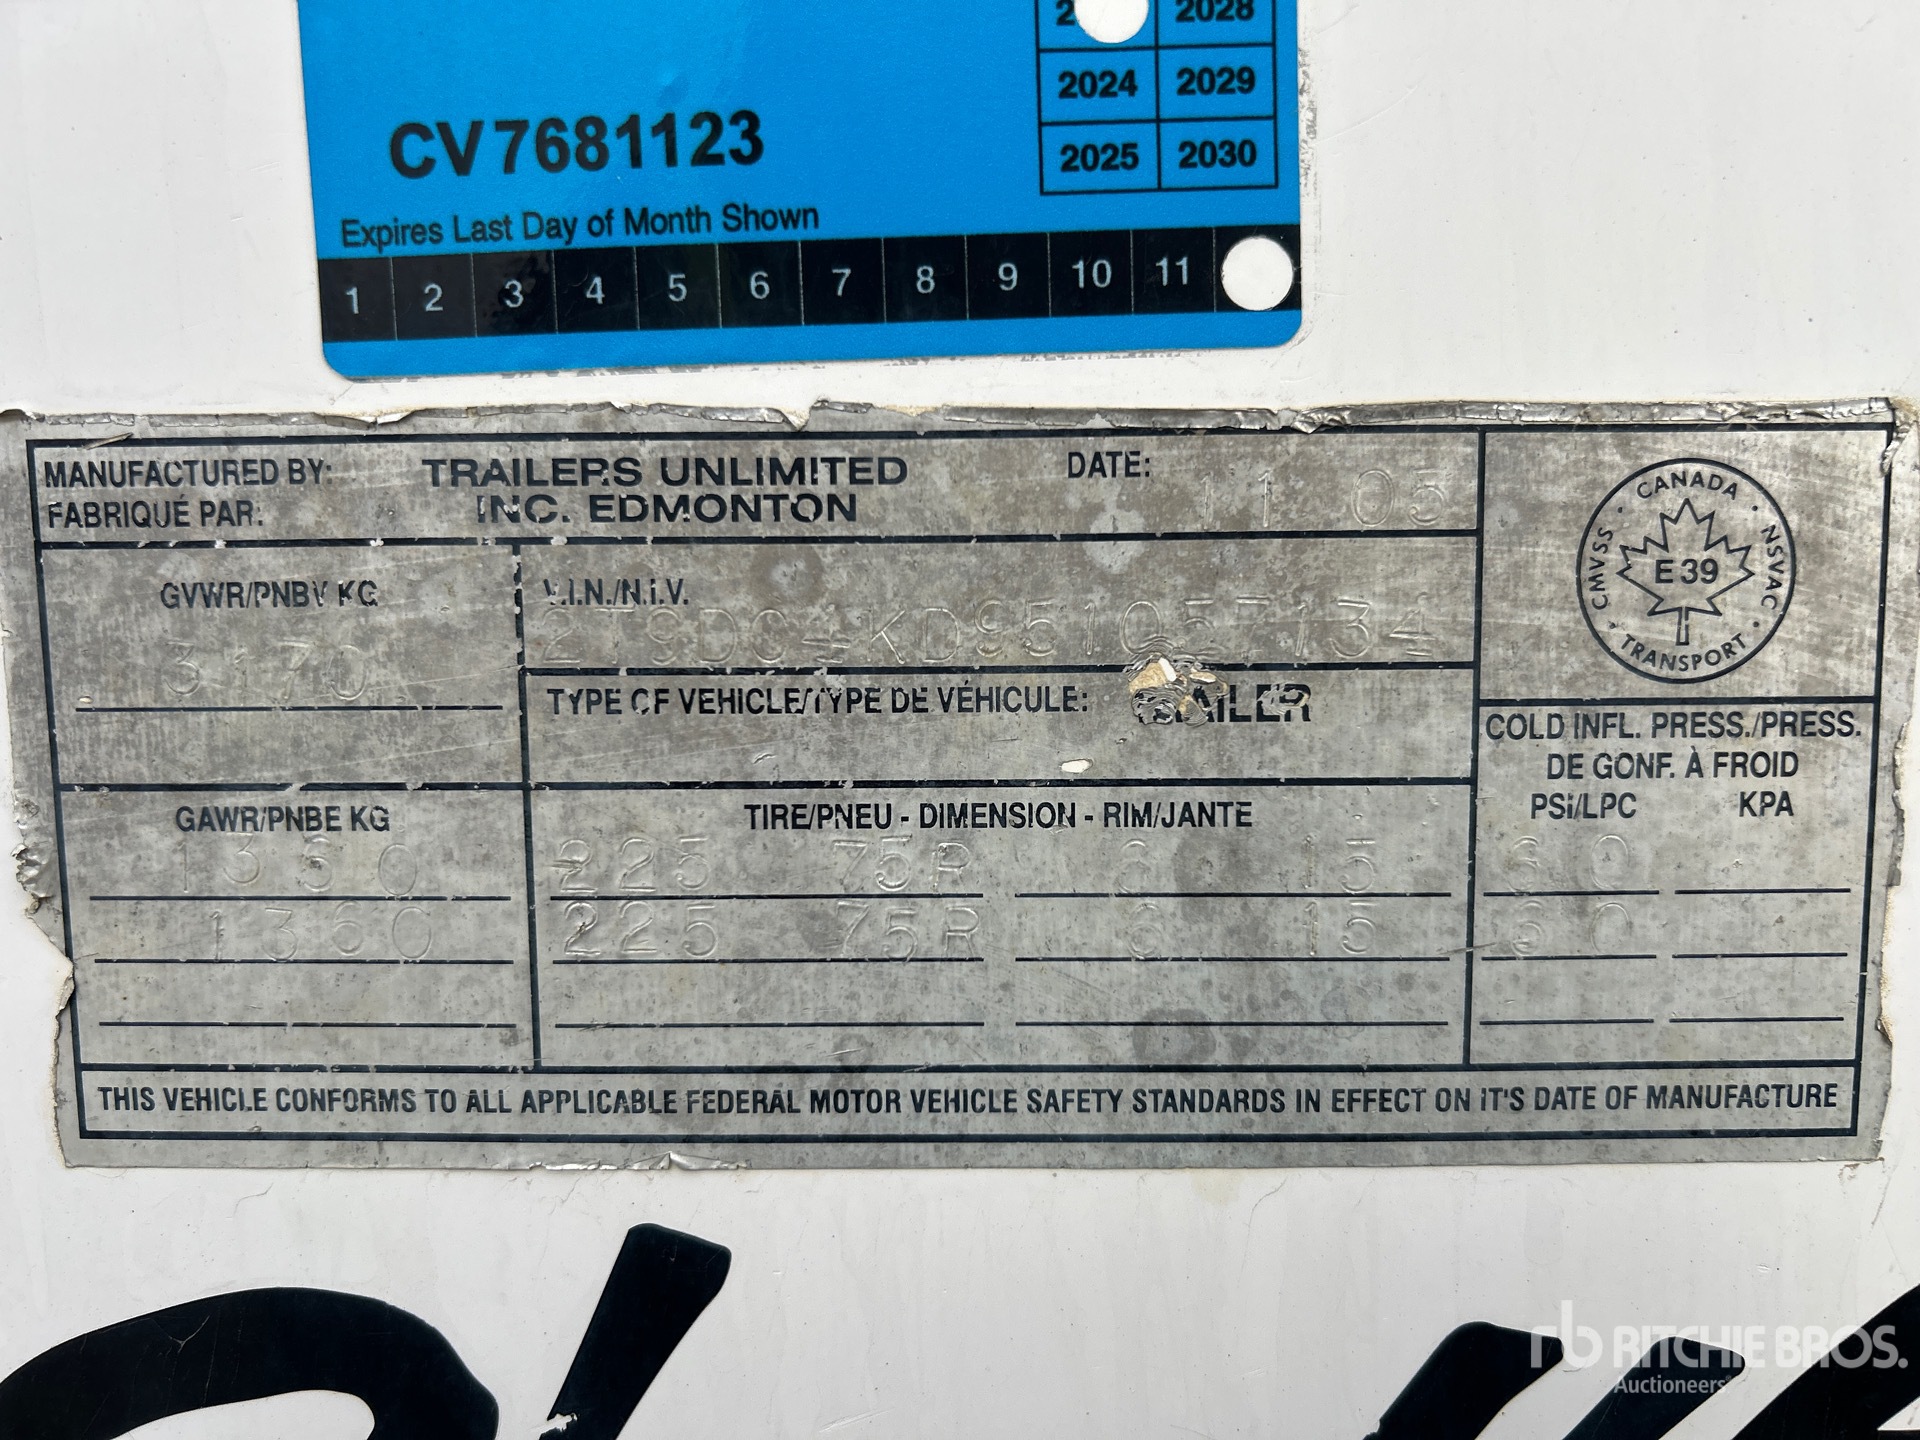 2028
2024 2029
2025 2030
CV7681123
Expires Last Day of Month Shown
1 2 3 4 5 6 7 8 9 10 11
MANUFACTURED BY: TRAILERS UNLIMITED DATE: 11 05
FABRIQUÉ PAR: INC. EDMONTON
CANADA
CMVSS · NSVAC
E 39
TRANSPORT
GVWR/PNBV KG V.I.N./N.I.V.
3170 2T9DC4KD951057134
TYPE OF VEHICLE/TYPE DE VÉHICULE: TRAILER
COLD INFL. PRESS./PRESS.
DE GONF. À FROID
PSI/LPC KPA
GAWR/PNBE KG TIRE/PNEU - DIMENSION - RIM/JANTE
1360 225 75R 6 15 60
1360 225 75R 6 15 60
THIS VEHICLE CONFORMS TO ALL APPLICABLE FEDERAL MOTOR VEHICLE SAFETY STANDARDS IN EFFECT ON IT'S DATE OF MANUFACTURE
rb RITCHIE BROS.
Auctioneers